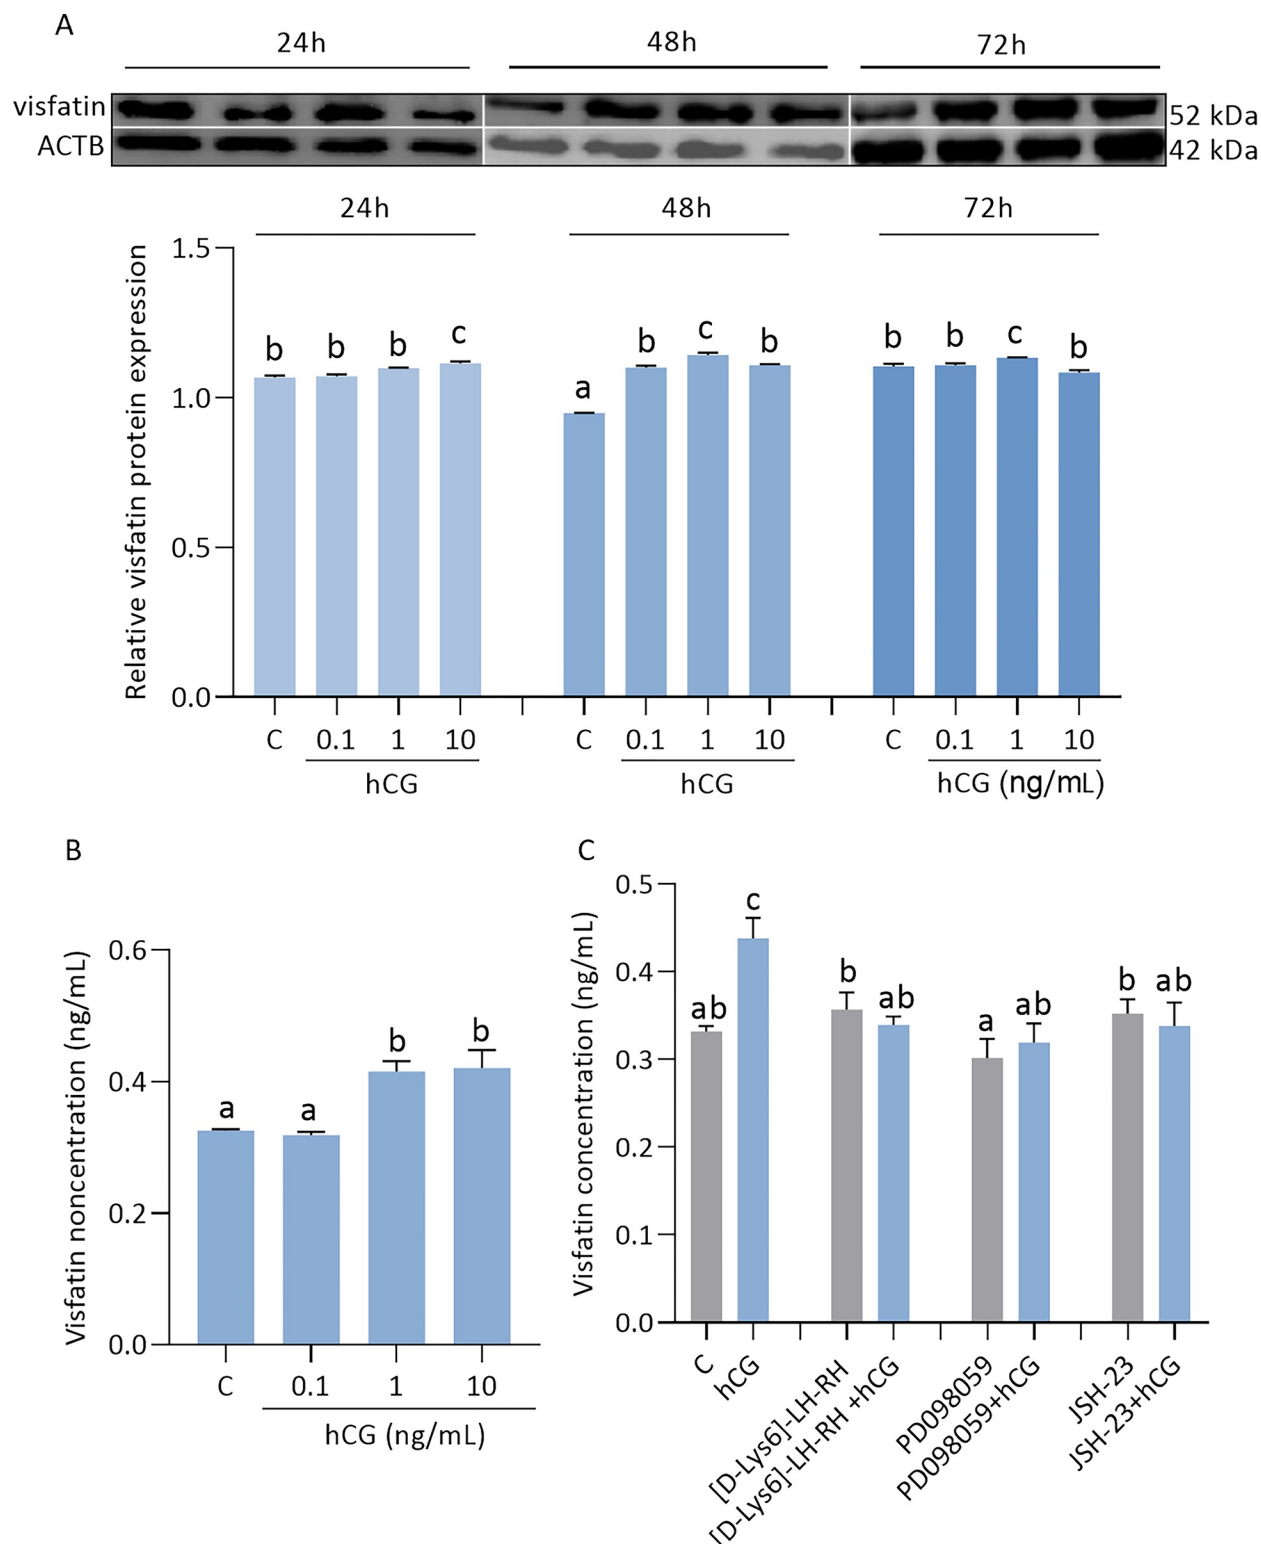 A
24h 48h 72h
visfatin 52 kDa
ACTB 42 kDa
24h 48h 72h
Relative visfatin protein expression
1.5
1.0
0.5
0.0
b b b c a b c b b b c b
C 0.1 1 10 C 0.1 1 10 C 0.1 1 10
hCG hCG hCG (ng/mL)
B
Visfatin noncentration (ng/mL)
0.6
0.4
0.2
0.0
a a b b
C 0.1 1 10
hCG (ng/mL)
C
Visfatin concentration (ng/mL)
0.5
0.4
0.3
0.2
0.1
0.0
ab c b ab a ab b ab
C
hCG
[D-Lys6]-LH-RH
[D-Lys6]-LH-RH +hCG
PD098059
PD098059+hCG
JSH-23
JSH-23+hCG